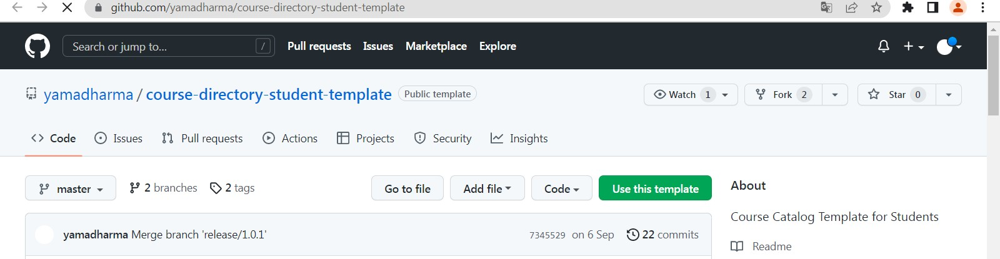 github.com/yamadharma/course-directory-student-template
Search or jump to... /
Pull requests Issues Marketplace Explore
yamadharma / course-directory-student-template Public template
Watch 1 Fork 2 Star 0
Code Issues Pull requests Actions Projects Security Insights
master 2 branches 2 tags Go to file Add file Code Use this template
About
Course Catalog Template for Students
yamadharma Merge branch 'release/1.0.1' 7345529 on 6 Sep 22 commits
Readme